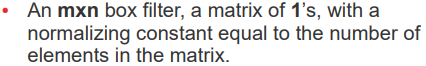 • An mxn box filter, a matrix of 1's, with a
normalizing constant equal to the number of
elements in the matrix.